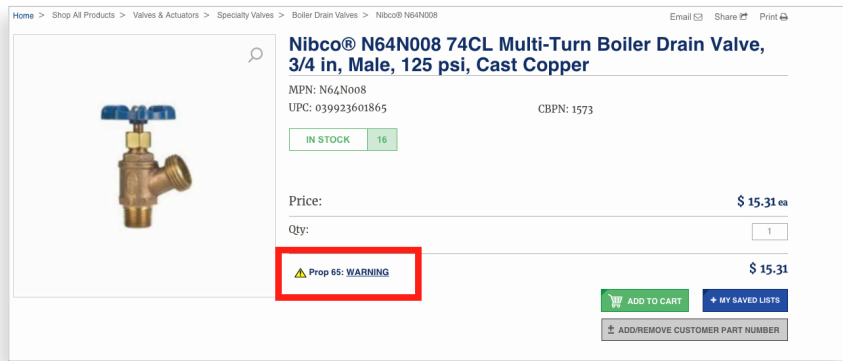 Home > Shop All Products > Valves & Actuators > Specialty Valves > Boiler Drain Valves > Nibco® N64N008
Email Share Print
Nibco® N64N008 74CL Multi-Turn Boiler Drain Valve,
3/4 in, Male, 125 psi, Cast Copper
MPN: N64N008
UPC: 039923601865 CBPN: 1573
IN STOCK 16
Price: $ 15.31 ea
Qty: 1
Prop 65: WARNING $ 15.31
ADD TO CART + MY SAVED LISTS
± ADD/REMOVE CUSTOMER PART NUMBER